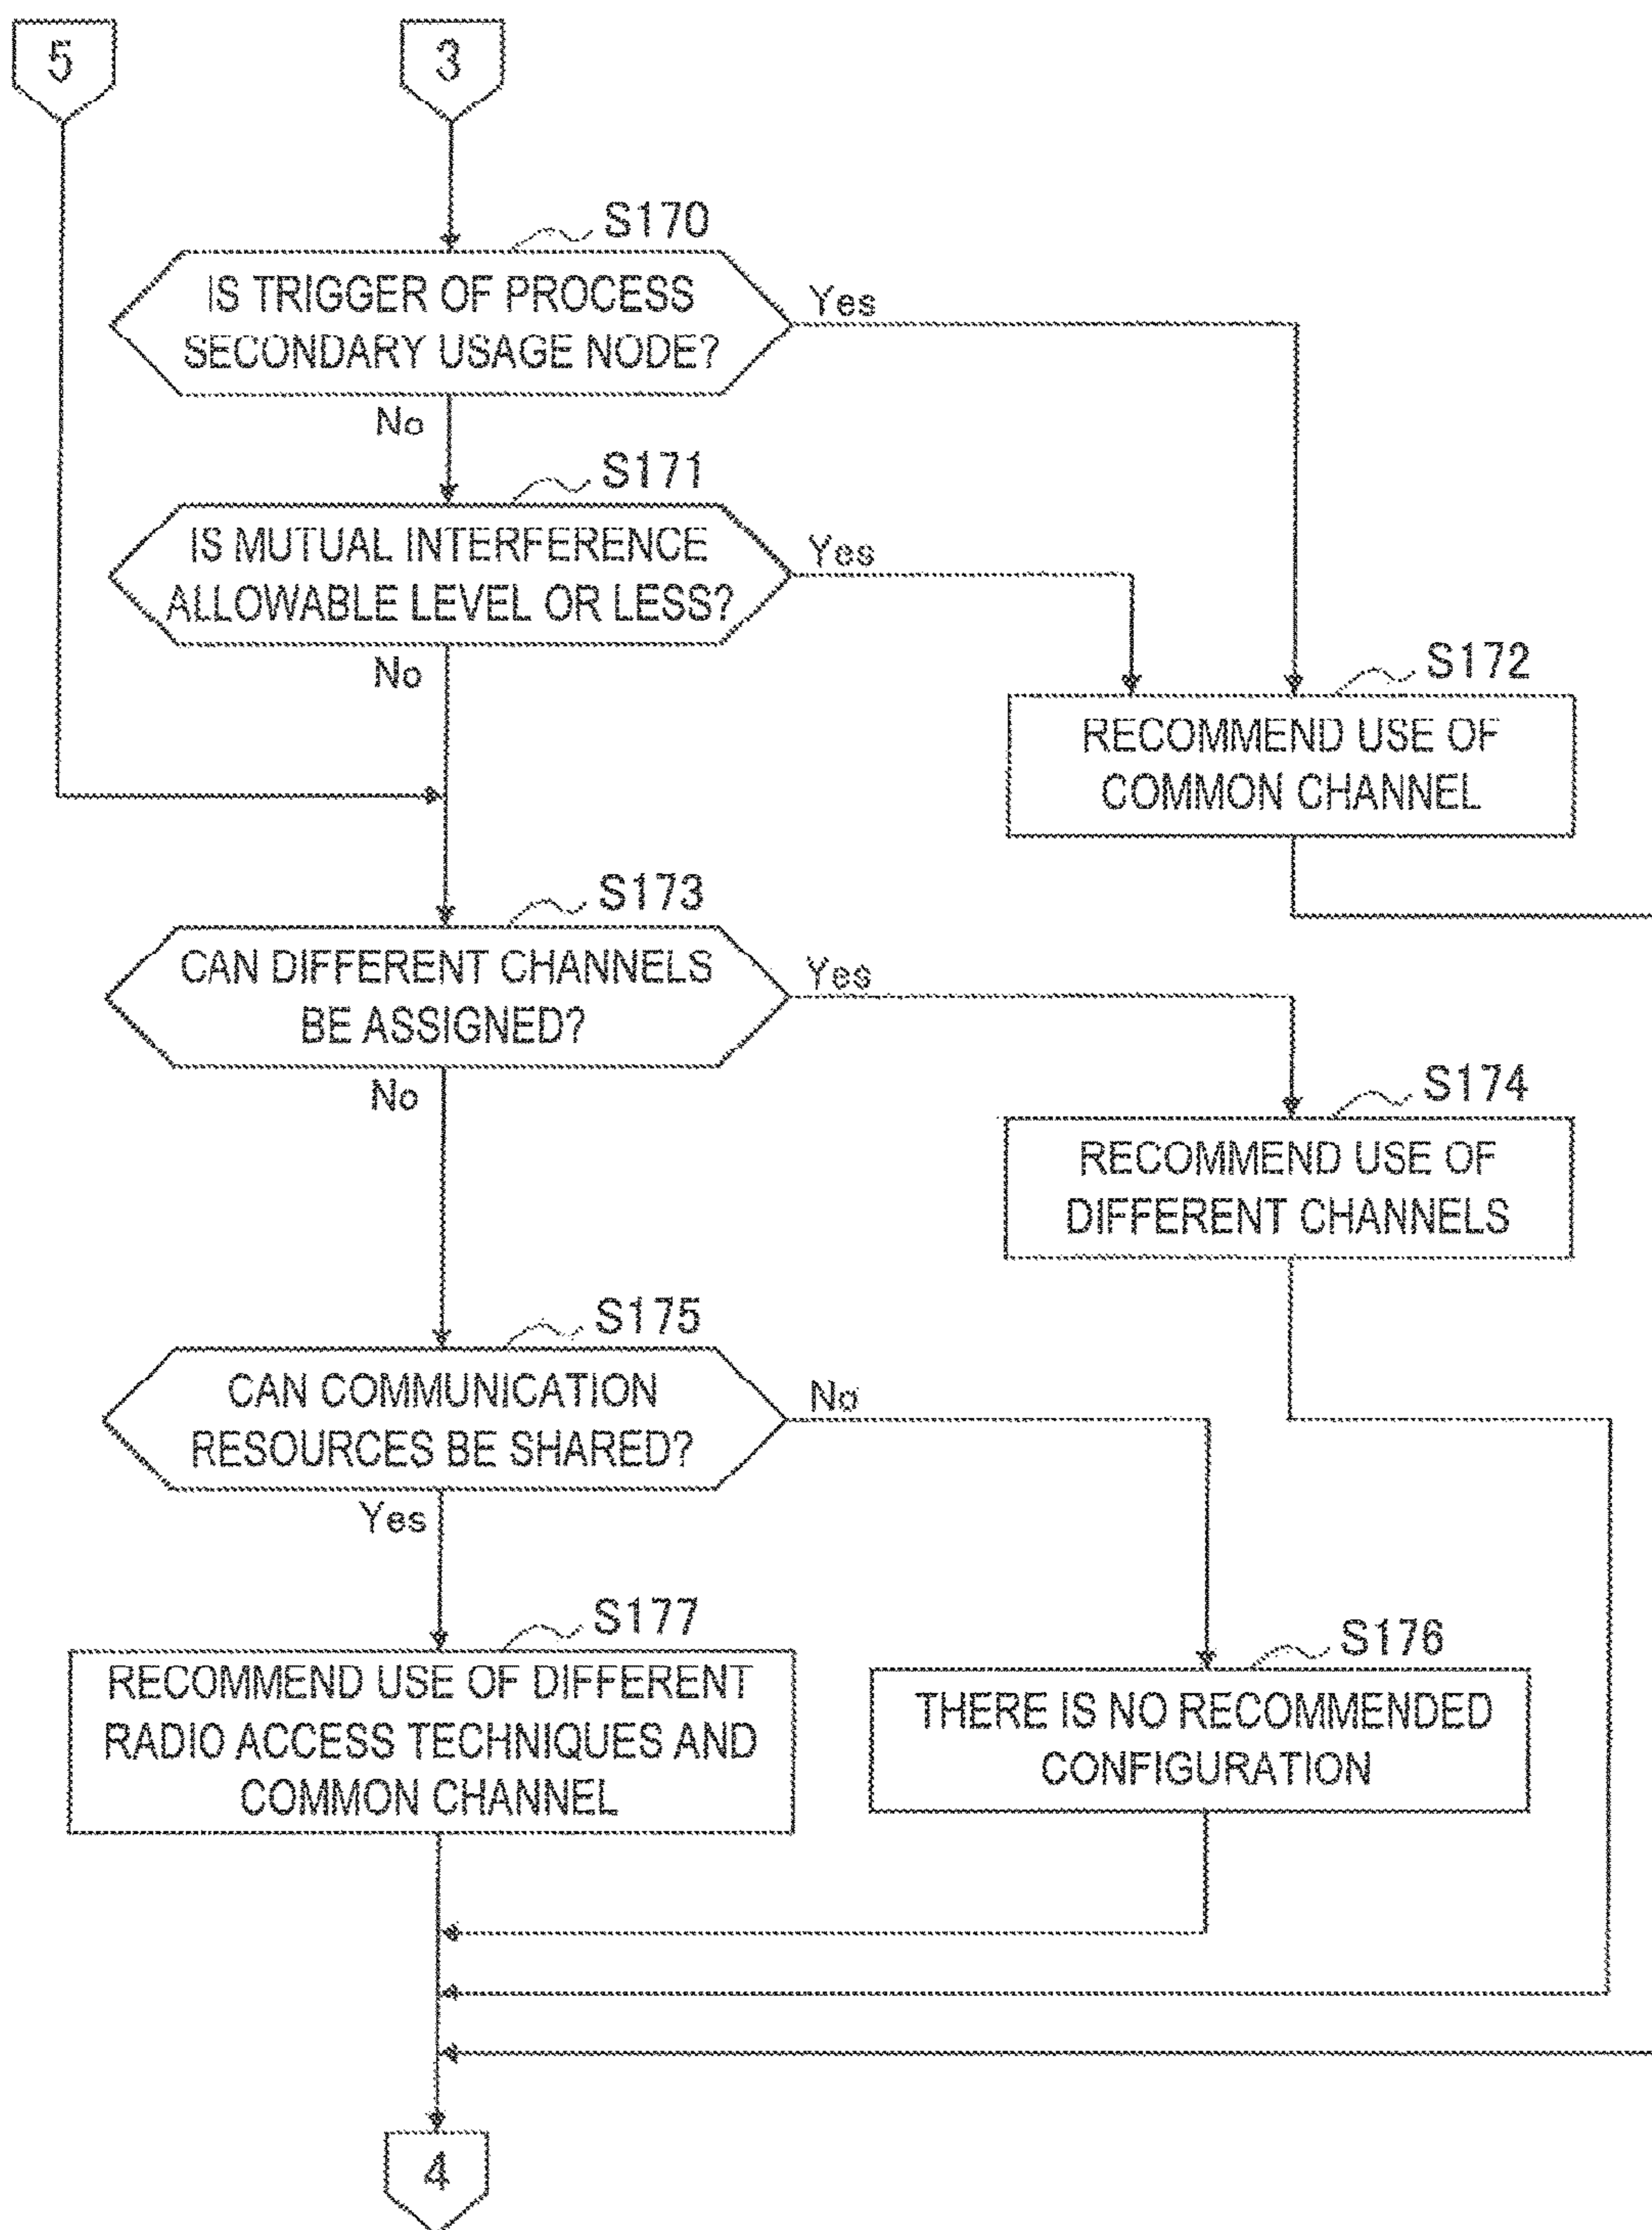 5
3
S170
IS TRIGGER OF PROCESS
SECONDARY USAGE NODE?
Yes
No
S171
IS MUTUAL INTERFERENCE
ALLOWABLE LEVEL OR LESS?
Yes
No
S172
RECOMMEND USE OF
COMMON CHANNEL
S173
CAN DIFFERENT CHANNELS
BE ASSIGNED?
Yes
No
S174
RECOMMEND USE OF
DIFFERENT CHANNELS
S175
CAN COMMUNICATION
RESOURCES BE SHARED?
No
Yes
S177
RECOMMEND USE OF DIFFERENT
RADIO ACCESS TECHNIQUES AND
COMMON CHANNEL
S176
THERE IS NO RECOMMENDED
CONFIGURATION
4